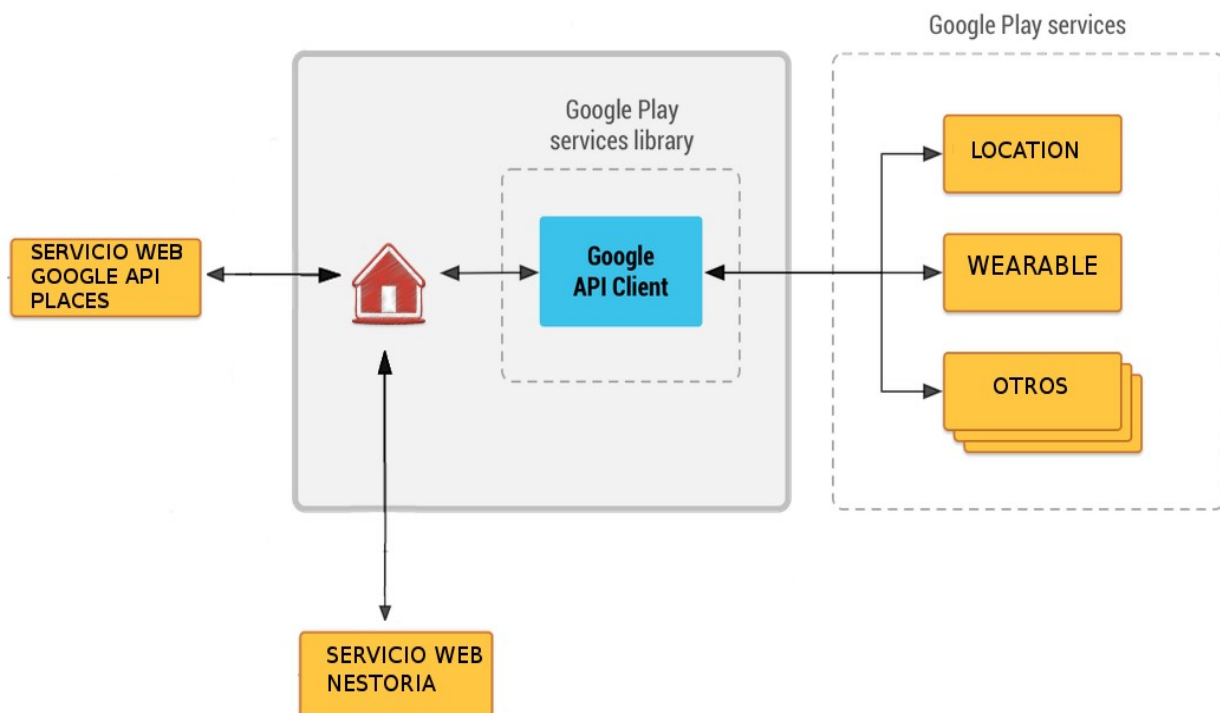 Google Play services
Google Play
services library
LOCATION
SERVICIO WEB
GOOGLE API
PLACES
Google
API Client
WEARABLE
OTROS
SERVICIO WEB
NESTORIA